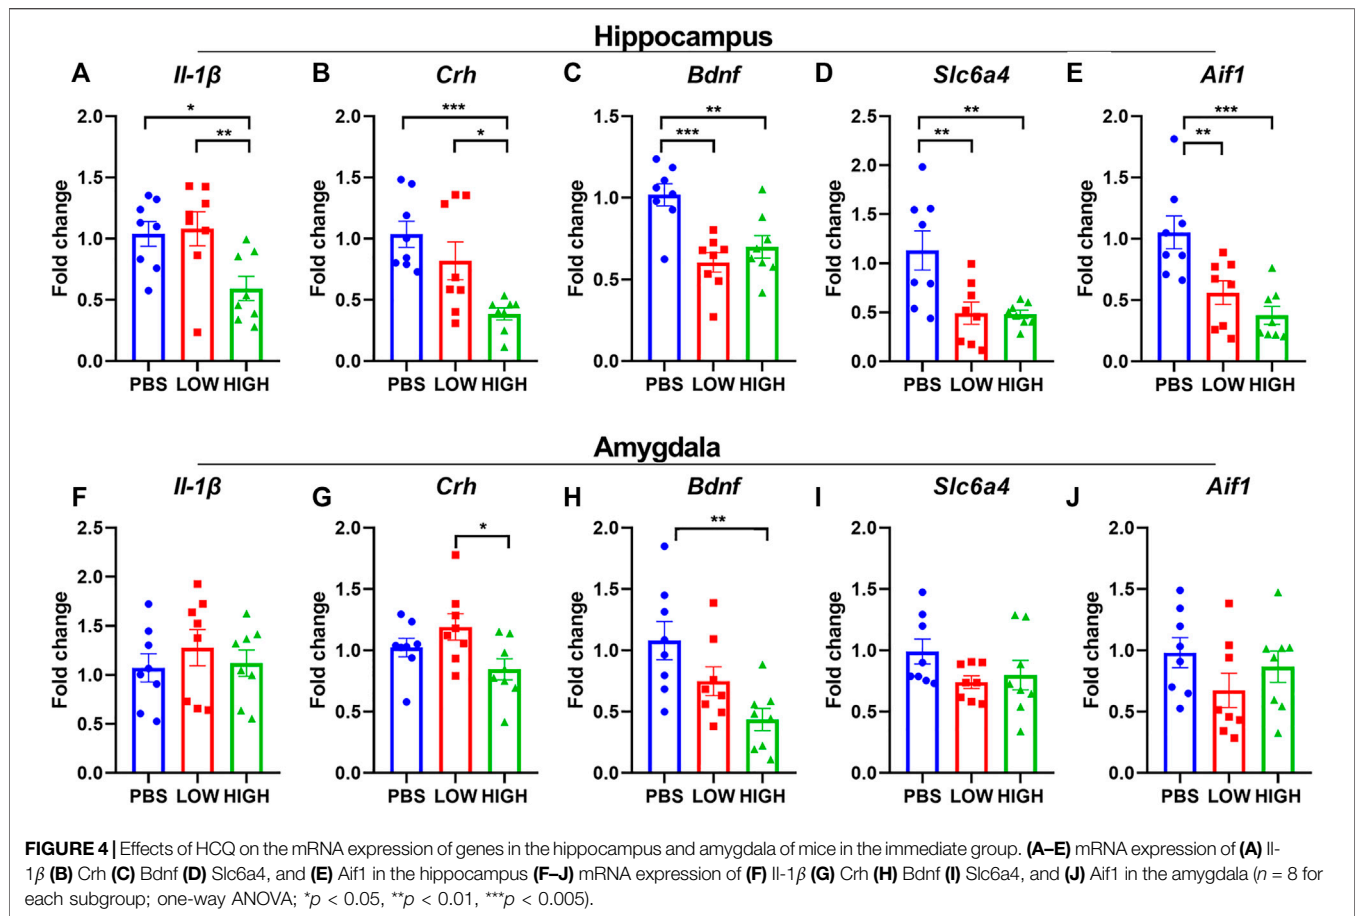 Hippocampus
A Il-1β
B Crh
C Bdnf
D Slc6a4
E Aif1
* ** *** * ** *** ** ** *** **
Fold change
2.0 1.5 1.0 0.5 0.0
PBS LOW HIGH
Fold change
2.0 1.5 1.0 0.5 0.0
PBS LOW HIGH
Fold change
1.5 1.0 0.5 0.0
PBS LOW HIGH
Fold change
2.5 2.0 1.5 1.0 0.5 0.0
PBS LOW HIGH
Fold change
2.0 1.5 1.0 0.5 0.0
PBS LOW HIGH
Amygdala
F Il-1β
G Crh
H Bdnf
I Slc6a4
J Aif1
* **
Fold change
2.5 2.0 1.5 1.0 0.5 0.0
PBS LOW HIGH
Fold change
2.0 1.5 1.0 0.5 0.0
PBS LOW HIGH
Fold change
2.0 1.5 1.0 0.5 0.0
PBS LOW HIGH
Fold change
2.0 1.5 1.0 0.5 0.0
PBS LOW HIGH
Fold change
2.0 1.5 1.0 0.5 0.0
PBS LOW HIGH
FIGURE 4 | Effects of HCQ on the mRNA expression of genes in the hippocampus and amygdala of mice in the immediate group. (A–E) mRNA expression of (A) Il-
1β (B) Crh (C) Bdnf (D) Slc6a4, and (E) Aif1 in the hippocampus (F–J) mRNA expression of (F) Il-1β (G) Crh (H) Bdnf (I) Slc6a4, and (J) Aif1 in the amygdala (n = 8 for
each subgroup; one-way ANOVA; *p < 0.05, **p < 0.01, ***p < 0.005).